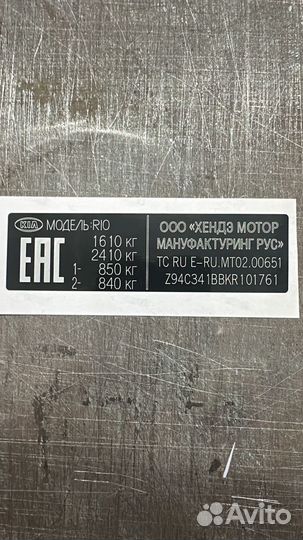 KIA МОДЕЛЬ: RIO
EAC
1610 кг
2410 кг
1- 850 кг
2- 840 кг
ООО «ХЕНДЭ МОТОР
МАНУФАКТУРИНГ РУС»
TC RU E-RU.MT02.00651
Z94C341BBKR101761
Avito